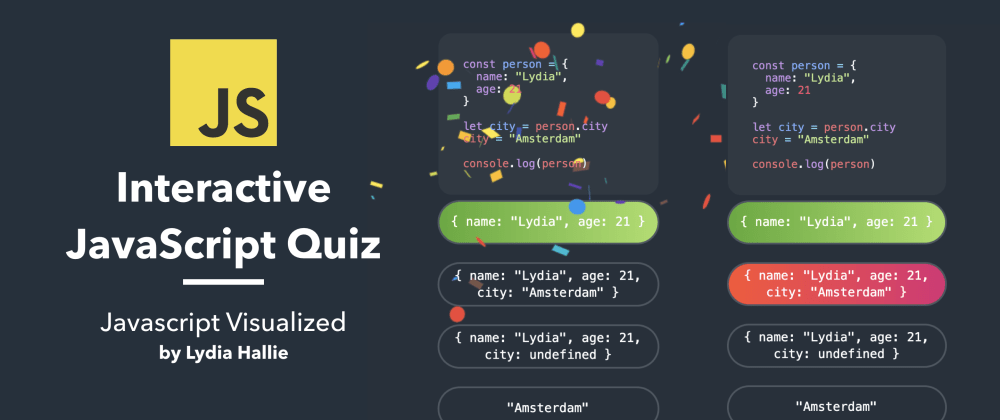 JS
Interactive
JavaScript Quiz
Javascript Visualized
by Lydia Hallie
const person = {
name: "Lydia",
age: 21
}
let city = person.city
city = "Amsterdam"
console.log(person)
{ name: "Lydia", age: 21 }
{ name: "Lydia", age: 21,
city: "Amsterdam" }
{ name: "Lydia", age: 21,
city: undefined }
"Amsterdam"
const person = {
name: "Lydia",
age: 21
}
let city = person.city
city = "Amsterdam"
console.log(person)
{ name: "Lydia", age: 21 }
{ name: "Lydia", age: 21,
city: "Amsterdam" }
{ name: "Lydia", age: 21,
city: undefined }
"Amsterdam"